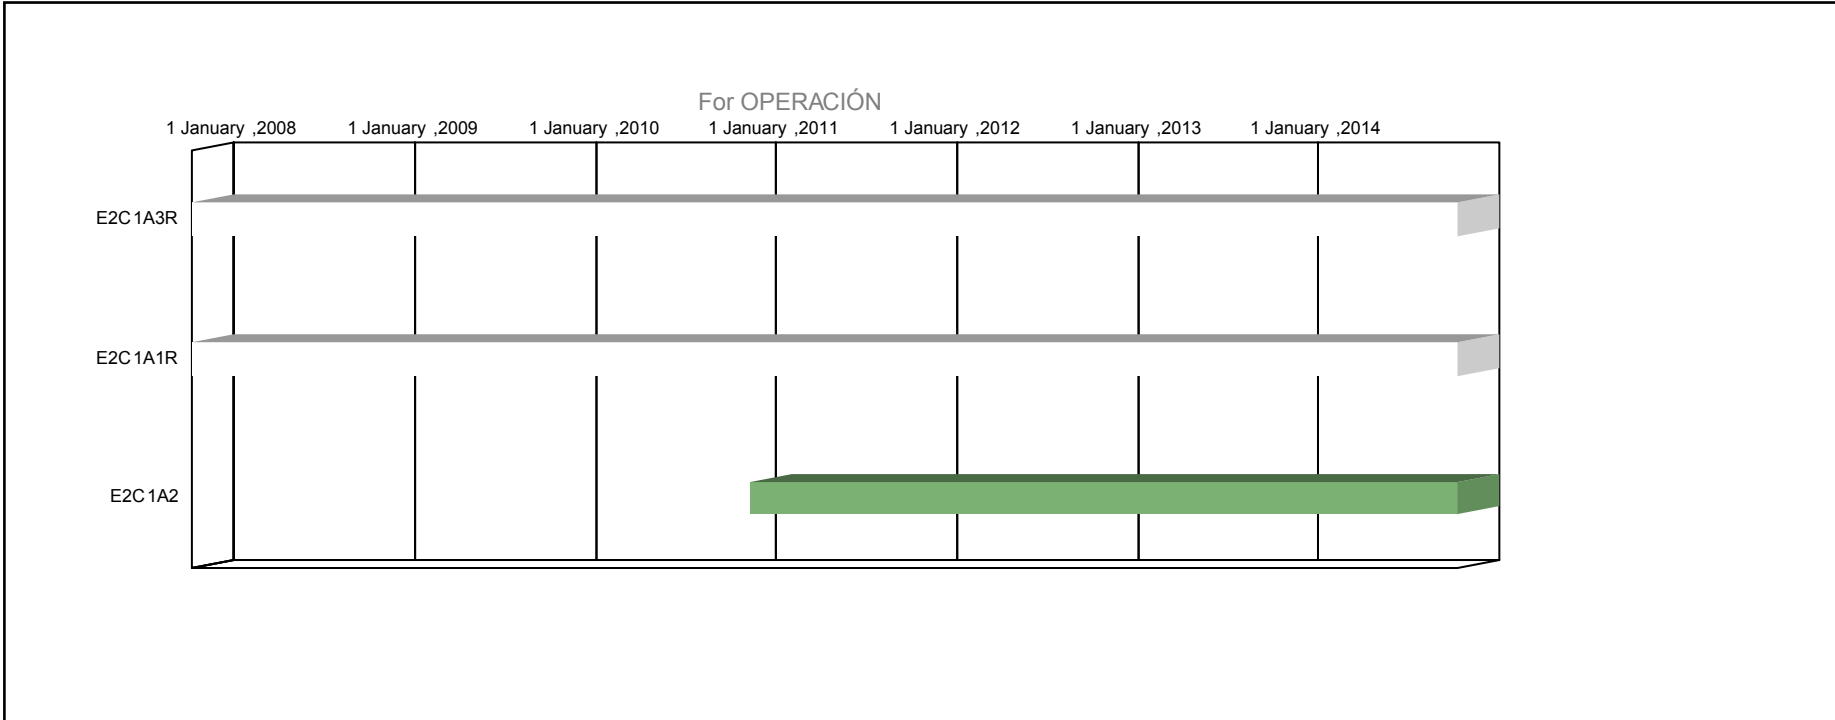 For OPERACIÓN
1 January ,2008 1 January ,2009 1 January ,2010 1 January ,2011 1 January ,2012 1 January ,2013 1 January ,2014
E2C1A3R
E2C1A1R
E2C1A2